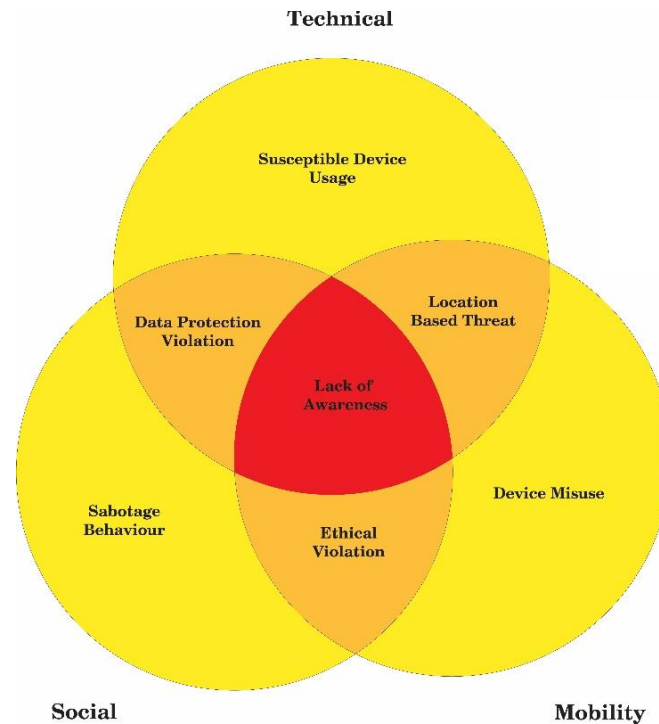 Technical
Susceptible Device
Usage
Data Protection
Violation
Location
Based Threat
Lack of
Awareness
Sabotage
Behaviour
Ethical
Violation
Device Misuse
Social
Mobility